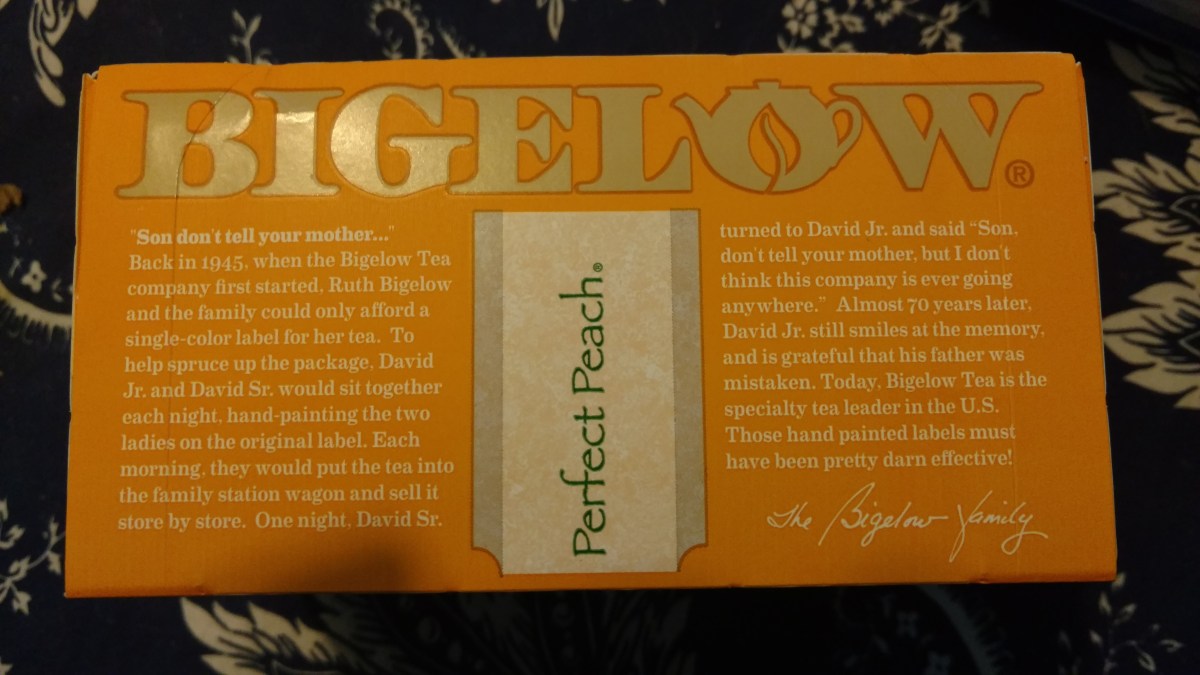 BIGELOW®
"Son don't tell your mother..."
Back in 1945, when the Bigelow Tea
company first started, Ruth Bigelow
and the family could only afford a
single-color label for her tea. To
help spruce up the package, David
Jr. and David Sr. would sit together
each night, hand-painting the two
ladies on the original label. Each
morning, they would put the tea into
the family station wagon and sell it
store by store. One night, David Sr.
Perfect Peach®
turned to David Jr. and said “Son,
don't tell your mother, but I don't
think this company is ever going
anywhere.” Almost 70 years later,
David Jr. still smiles at the memory,
and is grateful that his father was
mistaken. Today, Bigelow Tea is the
specialty tea leader in the U.S.
Those hand painted labels must
have been pretty darn effective!
The Bigelow Family